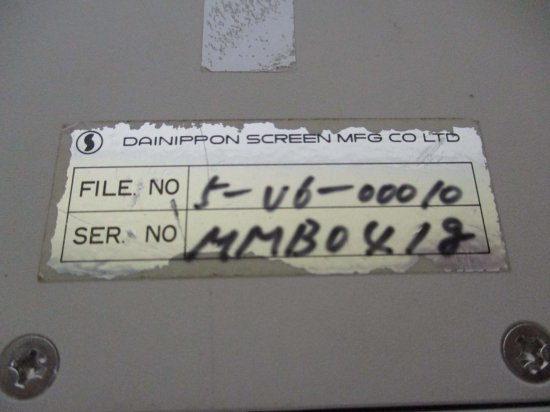 DAINIPPON SCREEN MFG CO LTD
FILE. NO 5-V6-00010
SER. NO MMB0418